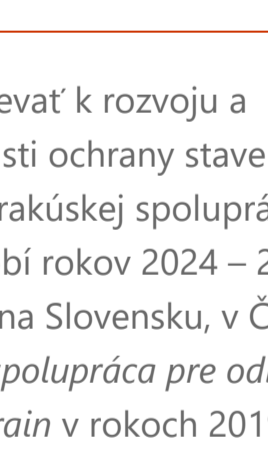 evať k rozvoju a
sti ochrany stave
rakúskej spoluprá
bí rokov 2024 – 2
na Slovensku, v Č
spolupráca pre od
rain v rokoch 201